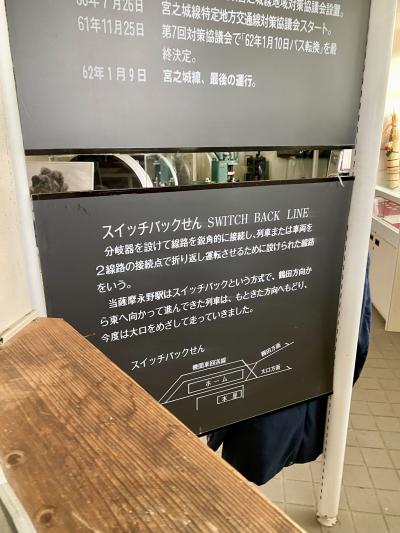 宮之城線特定地方交通線対策協議会スタート。
61年11月25日 第7回対策協議会で「62年1月10日バス転換」を最
終決定。
62年1月9日 宮之城線、最後の運行。
スイッチバックせん SWITCH BACK LINE
分岐器を設けて線路を鋭角的に接続し、列車または車両を
2線路の接続点で折り返し運転させるために設けられた線路
をいう。
当薩摩永野駅はスイッチバックという方式で、鶴田方向か
ら東へ向かって進んできた列車は、もときた方向へもどり、
今度は大口をめざして走っていきました。
スイッチバックせん
機関車回送線
鶴田方面
ホーム
大口方面
本屋